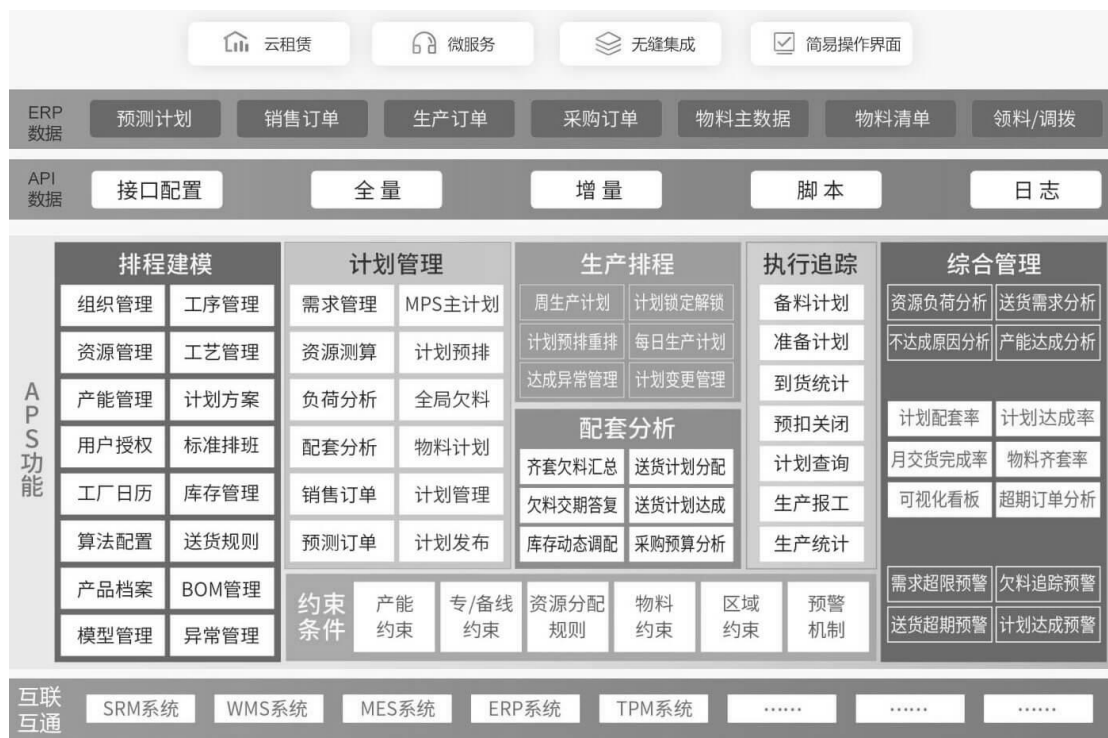 云租赁 微服务 无缝集成 简易操作界面
ERP
数据
预测计划 销售订单 生产订单 采购订单 物料主数据 物料清单 领料/调拨
API
数据
接口配置 全量 增量 脚本 日志
APS功能
排程建模
组织管理 工序管理
资源管理 工艺管理
产能管理 计划方案
用户授权 标准排班
工厂日历 库存管理
算法配置 送货规则
产品档案 BOM管理
模型管理 异常管理
计划管理
需求管理 MPS主计划
资源测算 计划预排
负荷分析 全局欠料
配套分析 物料计划
销售订单 计划管理
预测订单 计划发布
生产排程
周生产计划 计划锁定解锁
计划预排重排 每日生产计划
达成异常管理 计划变更管理
配套分析
齐套欠料汇总 送货计划分配
欠料交期答复 送货计划达成
库存动态调配 采购预算分析
执行追踪
备料计划
准备计划
到货统计
预扣关闭
计划查询
生产报工
生产统计
约束
条件
产能
约束
专/备线
约束
资源分配
规则
物料
约束
区域
约束
预警
机制
综合管理
资源负荷分析 送货需求分析
不达成原因分析 产能达成分析
计划配套率 计划达成率
月交货完成率 物料齐套率
可视化看板 超期订单分析
需求超限预警 欠料追踪预警
送货超期预警 计划达成预警
互联
互通
SRM系统 WMS系统 MES系统 ERP系统 TPM系统 …… …… ……